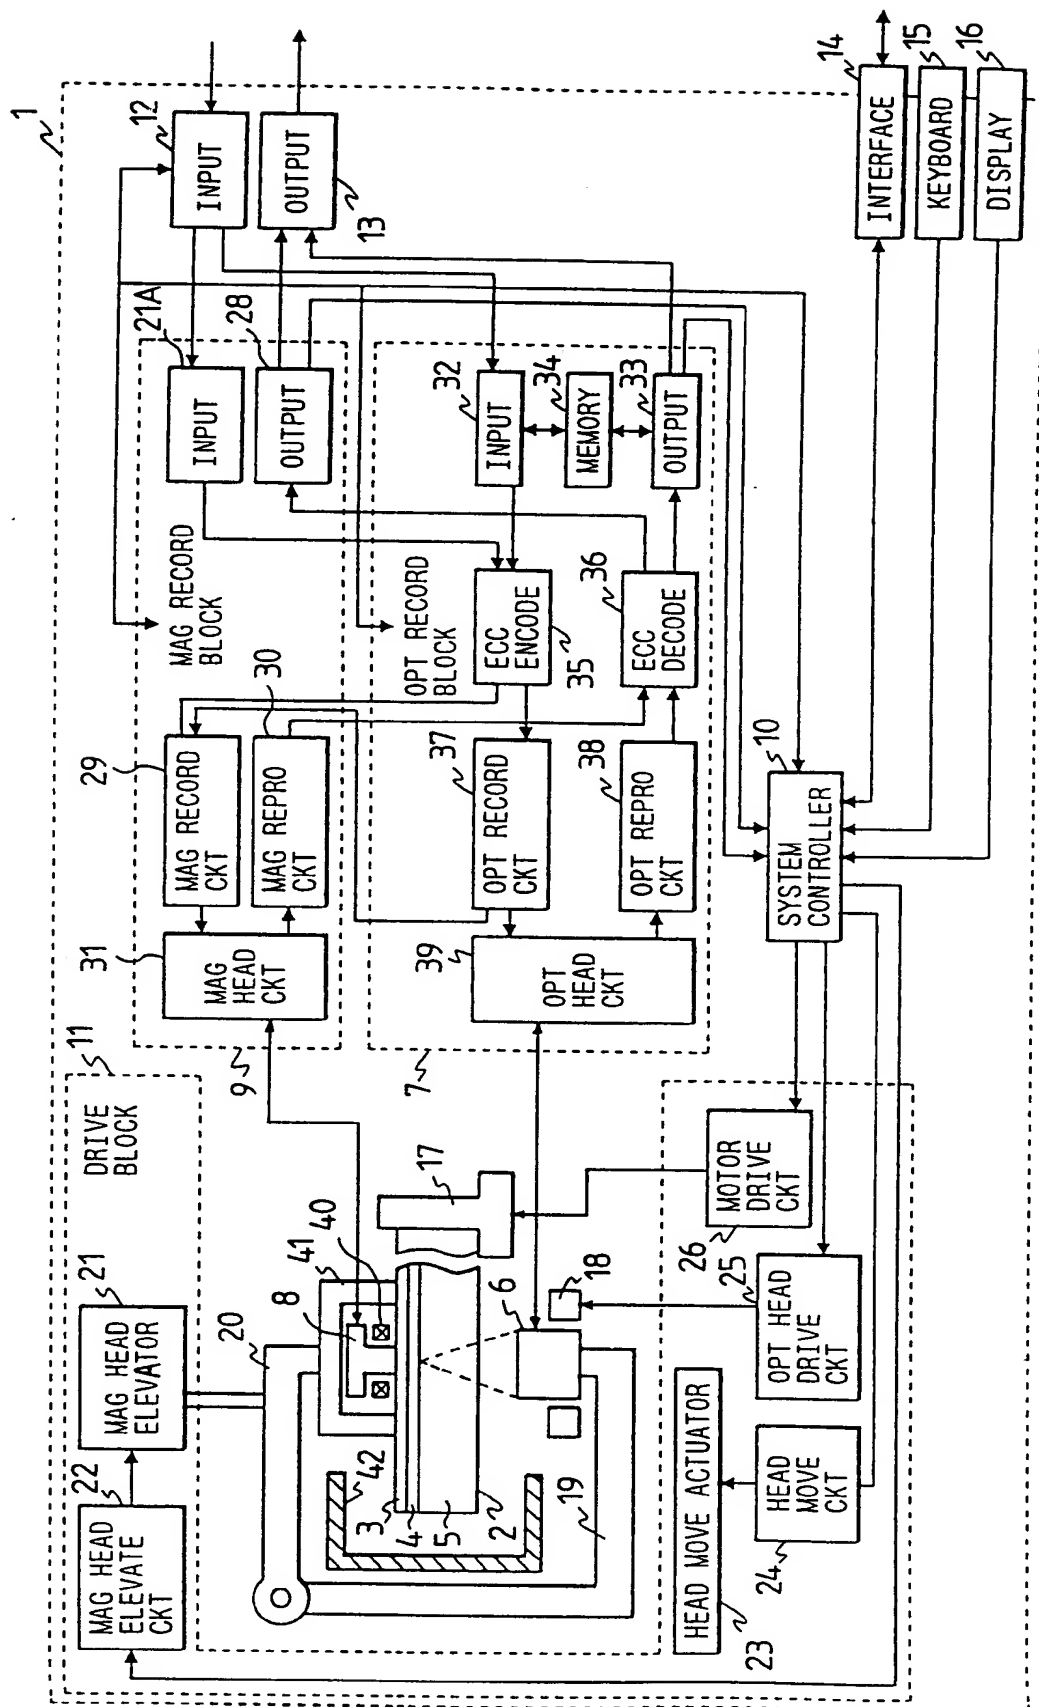 1
11
DRIVE
BLOCK
22
MAG HEAD
ELEVATE
CKT
21
MAG HEAD
ELEVATOR
20
8
41
40
17
42
3
4
5
2
6
18
19
9
31
MAG
HEAD
CKT
29
MAG RECORD
CKT
30
MAG REPRO
CKT
MAG RECORD
BLOCK
21A
INPUT
28
OUTPUT
12
INPUT
OUTPUT
13
7
39
OPT
HEAD
CKT
37
OPT RECORD
CKT
38
OPT REPRO
CKT
OPT RECORD
BLOCK
ECC
ENCODE
35
36
ECC
DECODE
32
INPUT
34
MEMORY
33
OUTPUT
23
HEAD MOVE ACTUATOR
24
HEAD
MOVE
CKT
25
OPT HEAD
DRIVE
CKT
26
MOTOR
DRIVE
CKT
10
SYSTEM
CONTROLLER
14
INTERFACE
15
KEYBOARD
16
DISPLAY